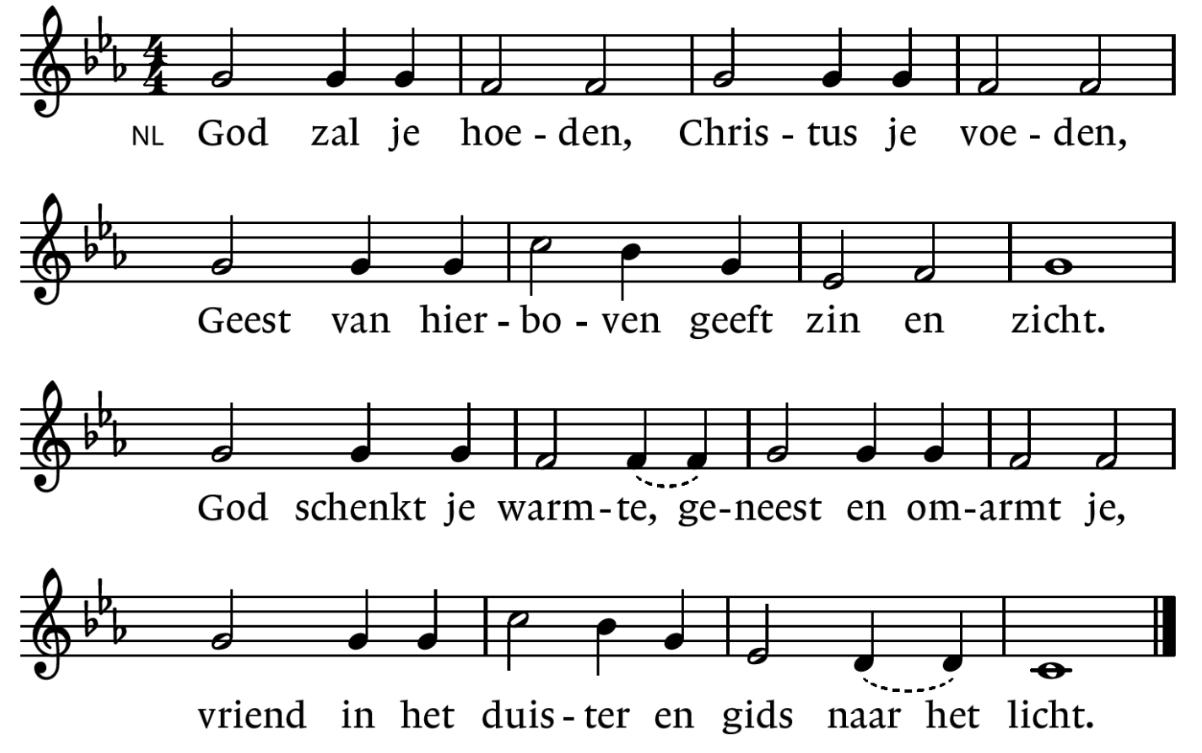 4/4
NL God zal je hoe - den, Chris - tus je voe - den,
Geest van hier - bo - ven geeft zin en zicht.
God schenkt je warm - te, ge - neest en om - armt je,
vriend in het duis - ter en gids naar het licht.